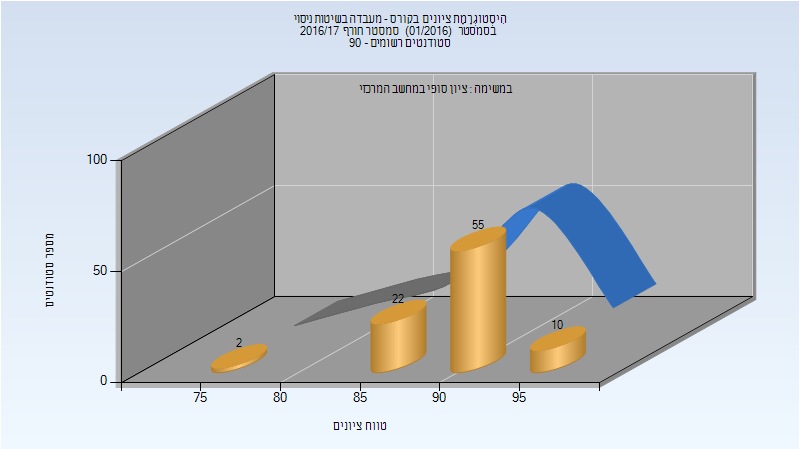 היסטוגרמת ציונים בקורס - מעבדה בשיטות ניסוי
בסמסטר (01/2016) סמסטר חורף 2016/17
סטודנטים רשומים - 90
במשימה : ציון סופי במחשב המרכזי
מספר סטודנטים
100
50
0
2
22
55
10
75
80
85
90
95
טווח ציונים